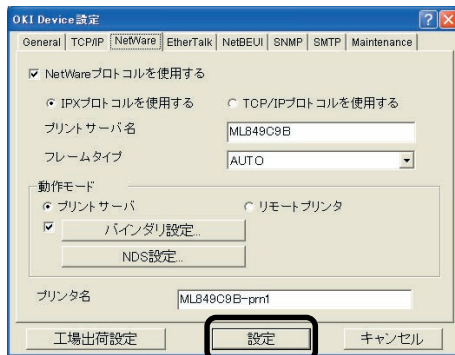 OKI Device設定
General TCP/IP NetWare EtherTalk NetBEUI SNMP SMTP Maintenance
NetWareプロトコルを使用する
IPXプロトコルを使用する TCP/IPプロトコルを使用する
プリントサーバ名 ML849C9B
フレームタイプ AUTO
動作モード
プリントサーバ リモートプリンタ
バインダリ設定...
NDS設定...
プリンタ名 ML849C9B-prn1
工場出荷設定 設定 キャンセル